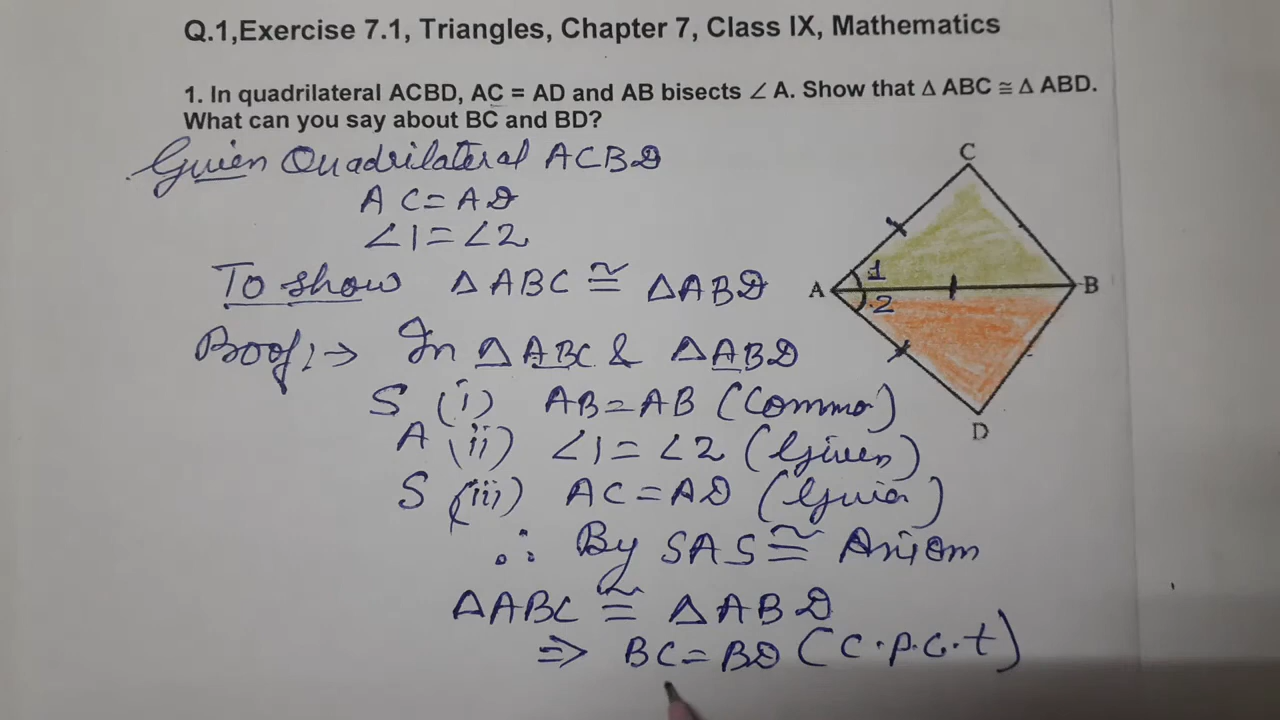 Q.1,Exercise 7.1, Triangles, Chapter 7, Class IX, Mathematics
1. In quadrilateral ACBD, AC = AD and AB bisects ∠ A. Show that Δ ABC ≅ Δ ABD.
What can you say about BC and BD?
Given Quadrilateral ACBD
AC = AD
∠1 = ∠2
To show ΔABC ≅ ΔABD
Proof :→ In ΔABC & ΔABD
S (i) AB = AB (Common)
A (ii) ∠1 = ∠2 (Given)
S (iii) AC = AD (Given)
∴ By SAS ≅ Axiom
ΔABC ≅ ΔABD
⇒ BC = BD (C.p.c.t)
C
1
A
B
2
D